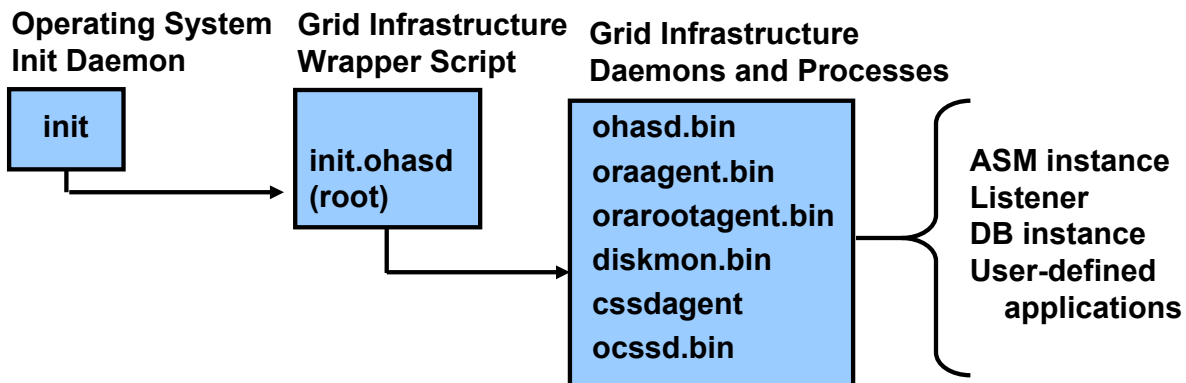 Operating System
Init Daemon
init
Grid Infrastructure
Wrapper Script
init.ohasd
(root)
Grid Infrastructure
Daemons and Processes
ohasd.bin
oraagent.bin
orarootagent.bin
diskmon.bin
cssdagent
ocssd.bin
ASM instance
Listener
DB instance
User-defined
applications